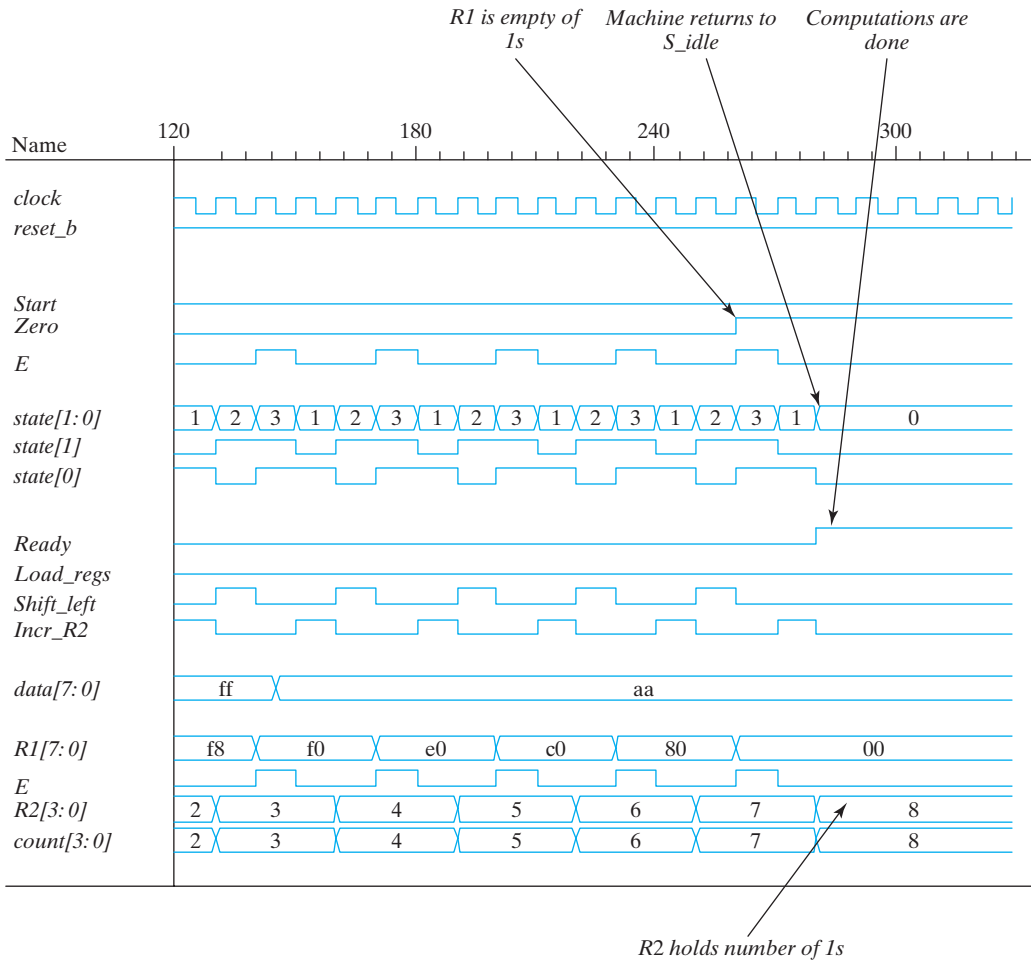 R1 is empty of 1s
Machine returns to S_idle
Computations are done
Name 120 180 240 300
clock
reset_b
Start
Zero
E
state[1:0] 1 2 3 1 2 3 1 2 3 1 2 3 1 2 3 1 0
state[1]
state[0]
Ready
Load_regs
Shift_left
Incr_R2
data[7:0] ff aa
R1[7:0] f8 f0 e0 c0 80 00
E
R2[3:0] 2 3 4 5 6 7 8
count[3:0] 2 3 4 5 6 7 8
R2 holds number of 1s